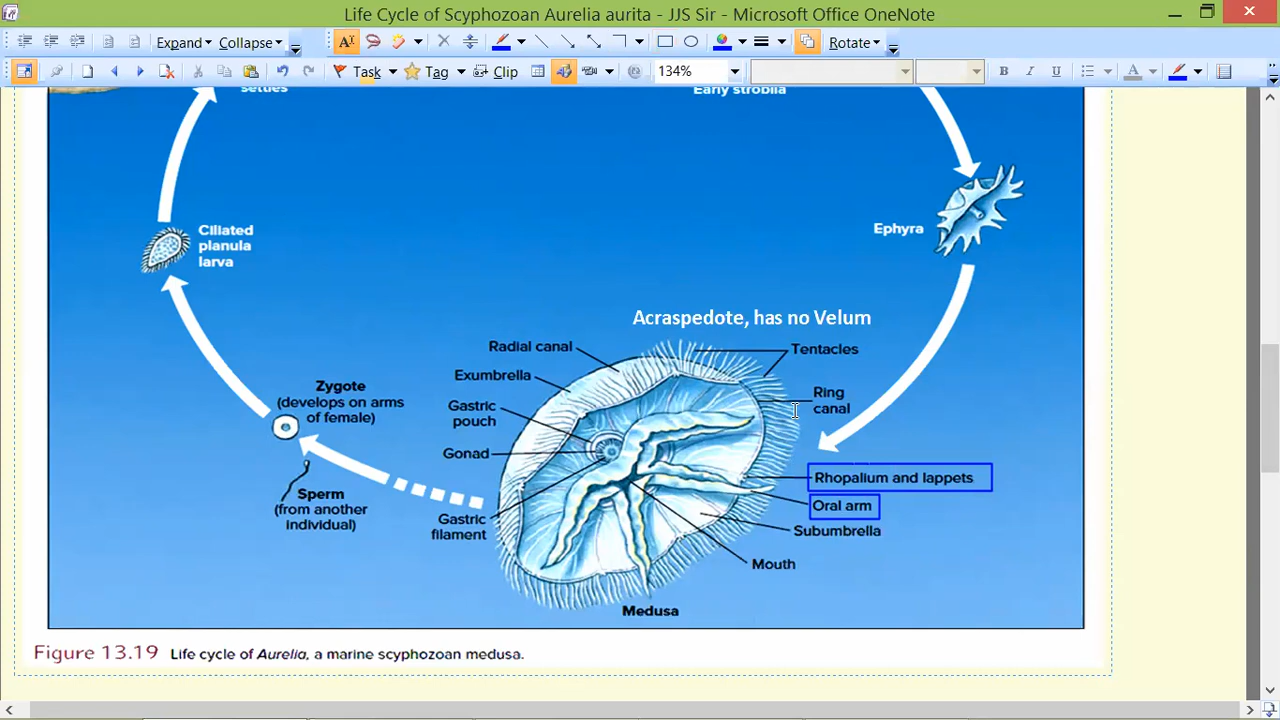 Life Cycle of Scyphozoan Aurelia aurita - JJS Sir - Microsoft Office OneNote
Expand Collapse Rotate
Task Tag Clip 134% B I U A
settles
Early strobila
Ciliated
planula
larva
Ephyra
Acraspedote, has no Velum
Radial canal
Tentacles
Exumbrella
Zygote
(develops on arms
of female)
Ring
canal
Gastric
pouch
Gonad
Rhopalium and lappets
Sperm
(from another
individual)
Oral arm
Gastric
filament
Subumbrella
Mouth
Medusa
Figure 13.19 Life cycle of Aurelia, a marine scyphozoan medusa.